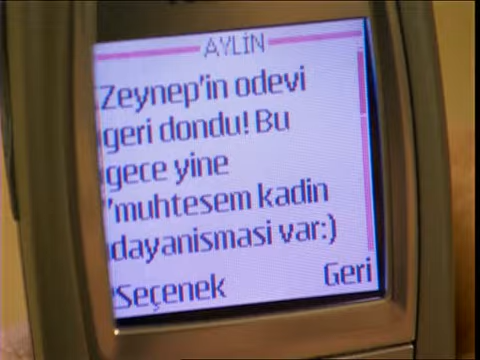 AYLİN
Zeynep'in odevi
geri dondu! Bu
gece yine
'muhtesem kadin
dayanismasi var:)
Seçenek Geri